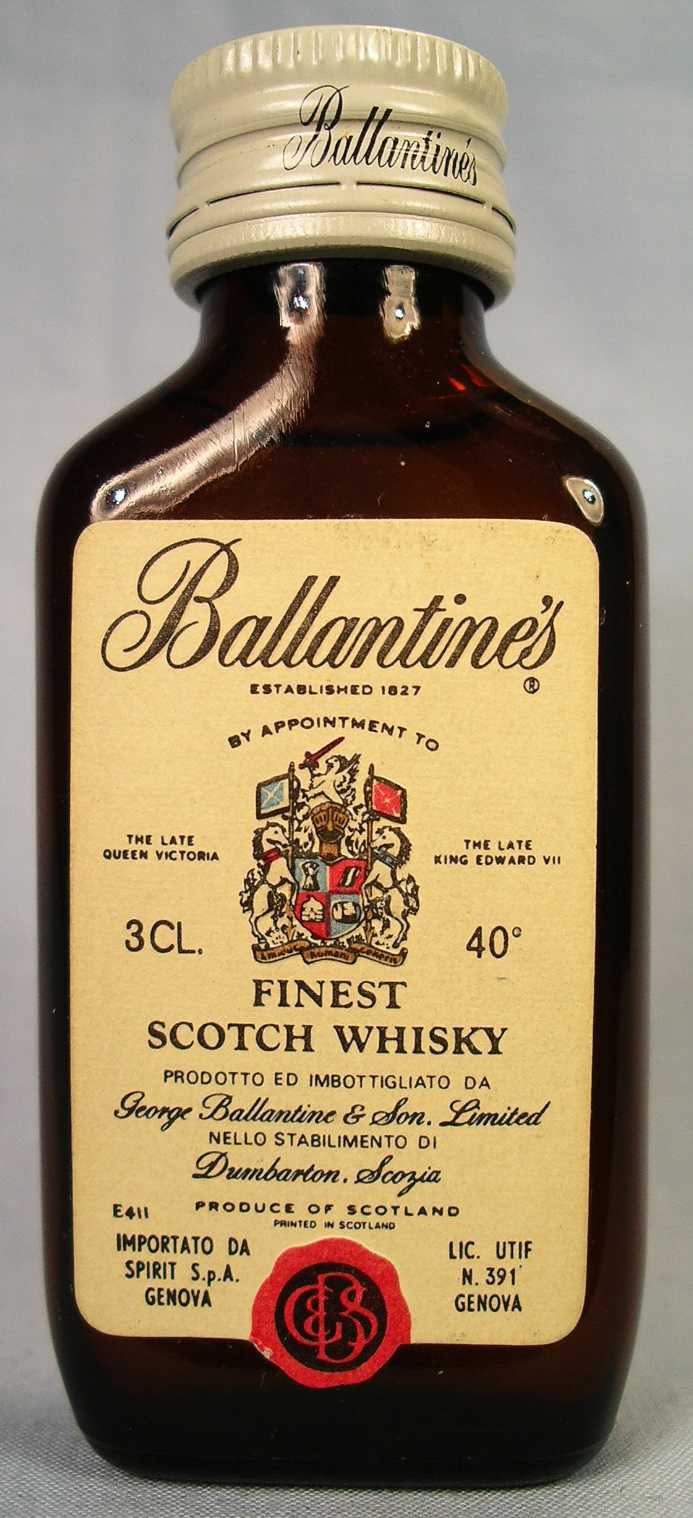 Ballantine's
Ballantine's
®
ESTABLISHED 1827
BY APPOINTMENT TO
THE LATE
QUEEN VICTORIA
THE LATE
KING EDWARD VII
3CL.
40°
FINEST
SCOTCH WHISKY
PRODOTTO ED IMBOTTIGLIATO DA
George Ballantine & Son. Limited
NELLO STABILIMENTO DI
Dumbarton. Scozia
E411
PRODUCE OF SCOTLAND
PRINTED IN SCOTLAND
IMPORTATO DA
SPIRIT S.p.A.
GENOVA
LIC. UTIF
N. 391
GENOVA